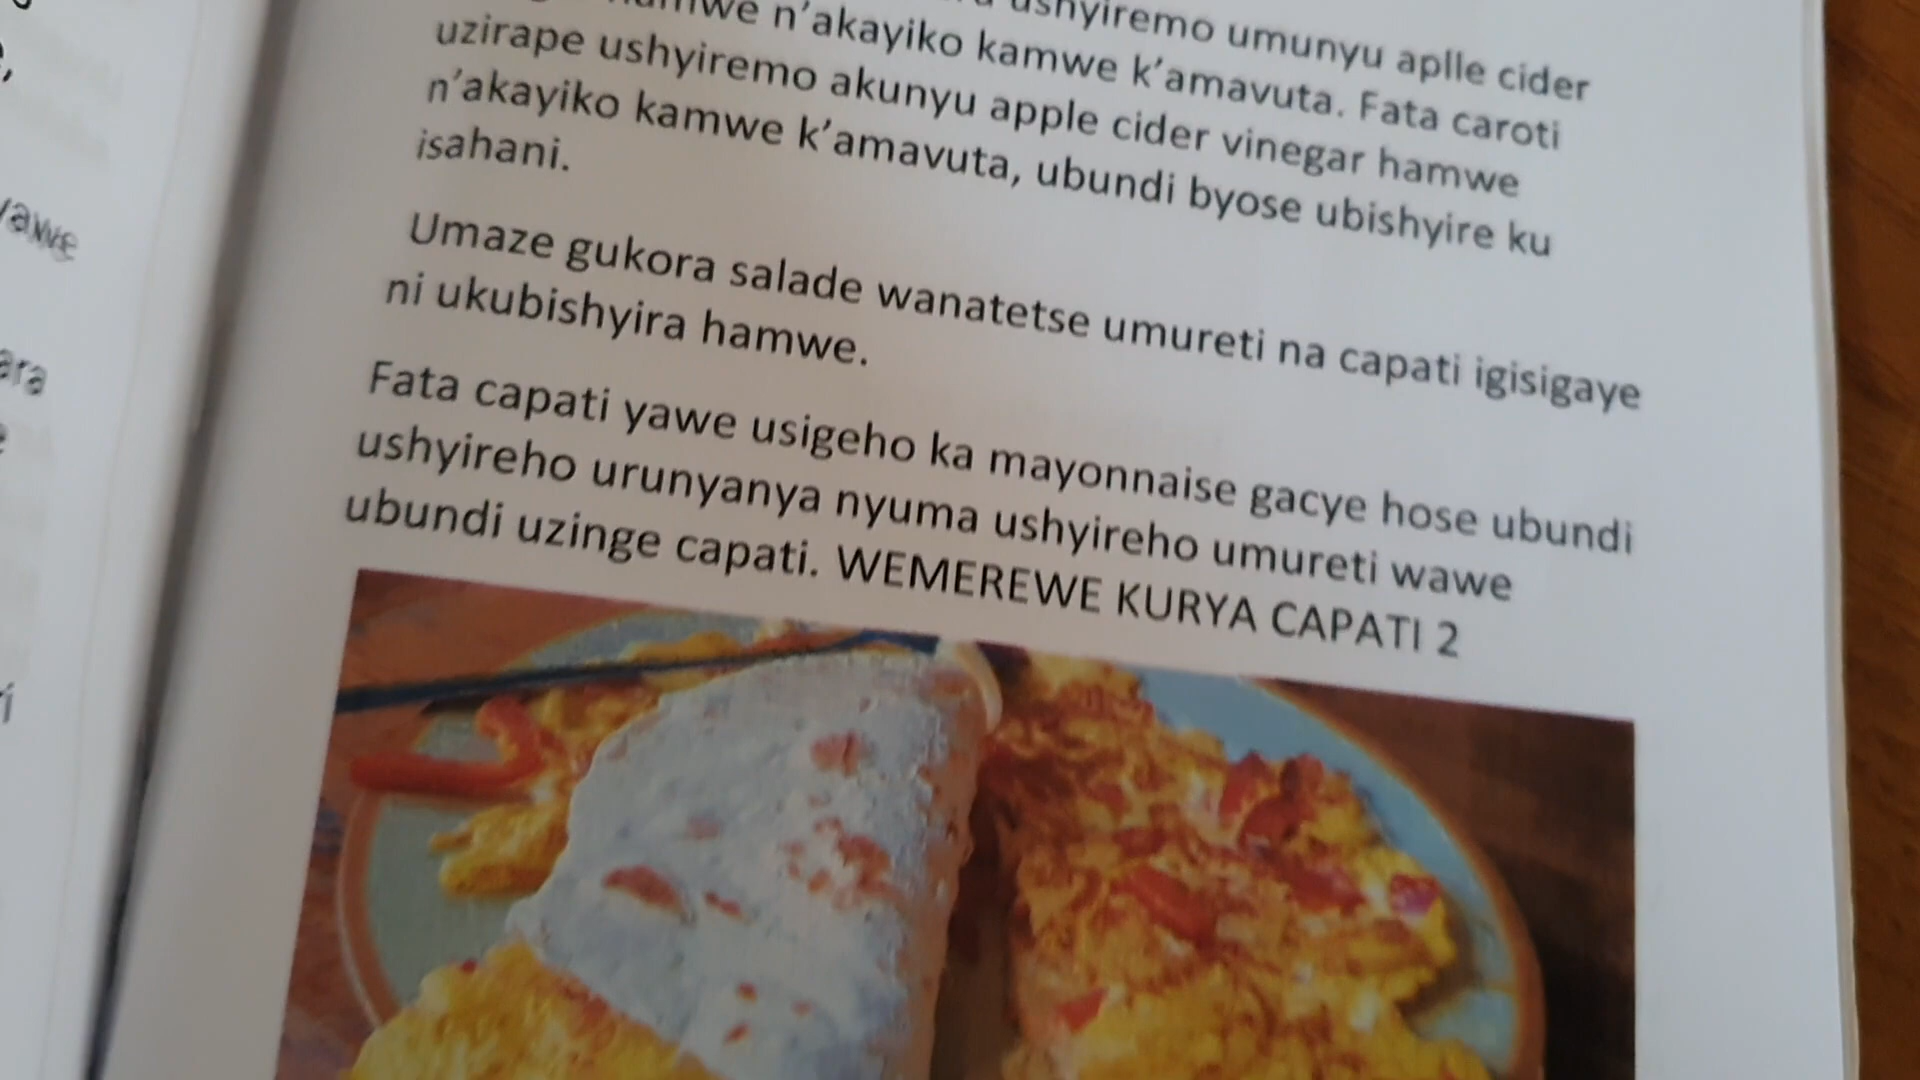 ushyiremo umunyu aplle cider
n'akayiko kamwe k'amavuta. Fata caroti
uzirape ushyiremo akunyu apple cider vinegar hamwe
n'akayiko kamwe k'amavuta, ubundi byose ubishyire ku
isahani.
Umaze gukora salade wanatetse umureti na capati igisigaye
ni ukubishyira hamwe.
Fata capati yawe usigeho ka mayonnaise gacye hose ubundi
ushyireho urunyanya nyuma ushyireho umureti wawe
ubundi uzinge capati. WEMEREWE KURYA CAPATI 2